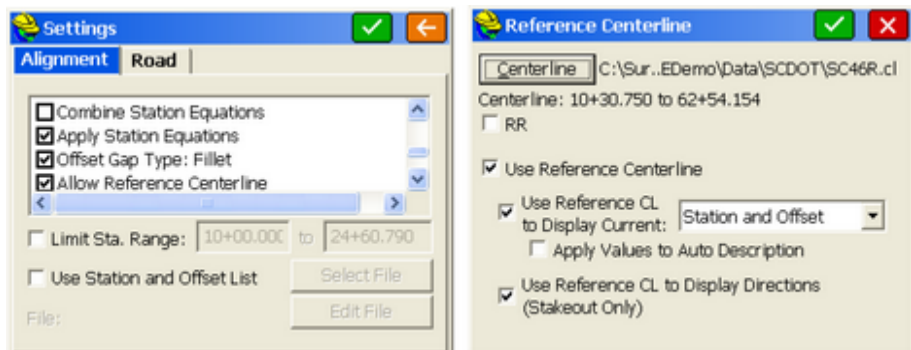 Settings
Alignment Road
Combine Station Equations
Apply Station Equations
Offset Gap Type: Fillet
Allow Reference Centerline
Limit Sta. Range: 10+00.000 to 24+60.790
Use Station and Offset List Select File
File: Edit File
Reference Centerline
Centerline C:\Sur..EDemo\Data\SCDOT\SC46R.cl
Centerline: 10+30.750 to 62+54.154
RR
Use Reference Centerline
Use Reference CL
to Display Current: Station and Offset
Apply Values to Auto Description
Use Reference CL to Display Directions
(Stakeout Only)